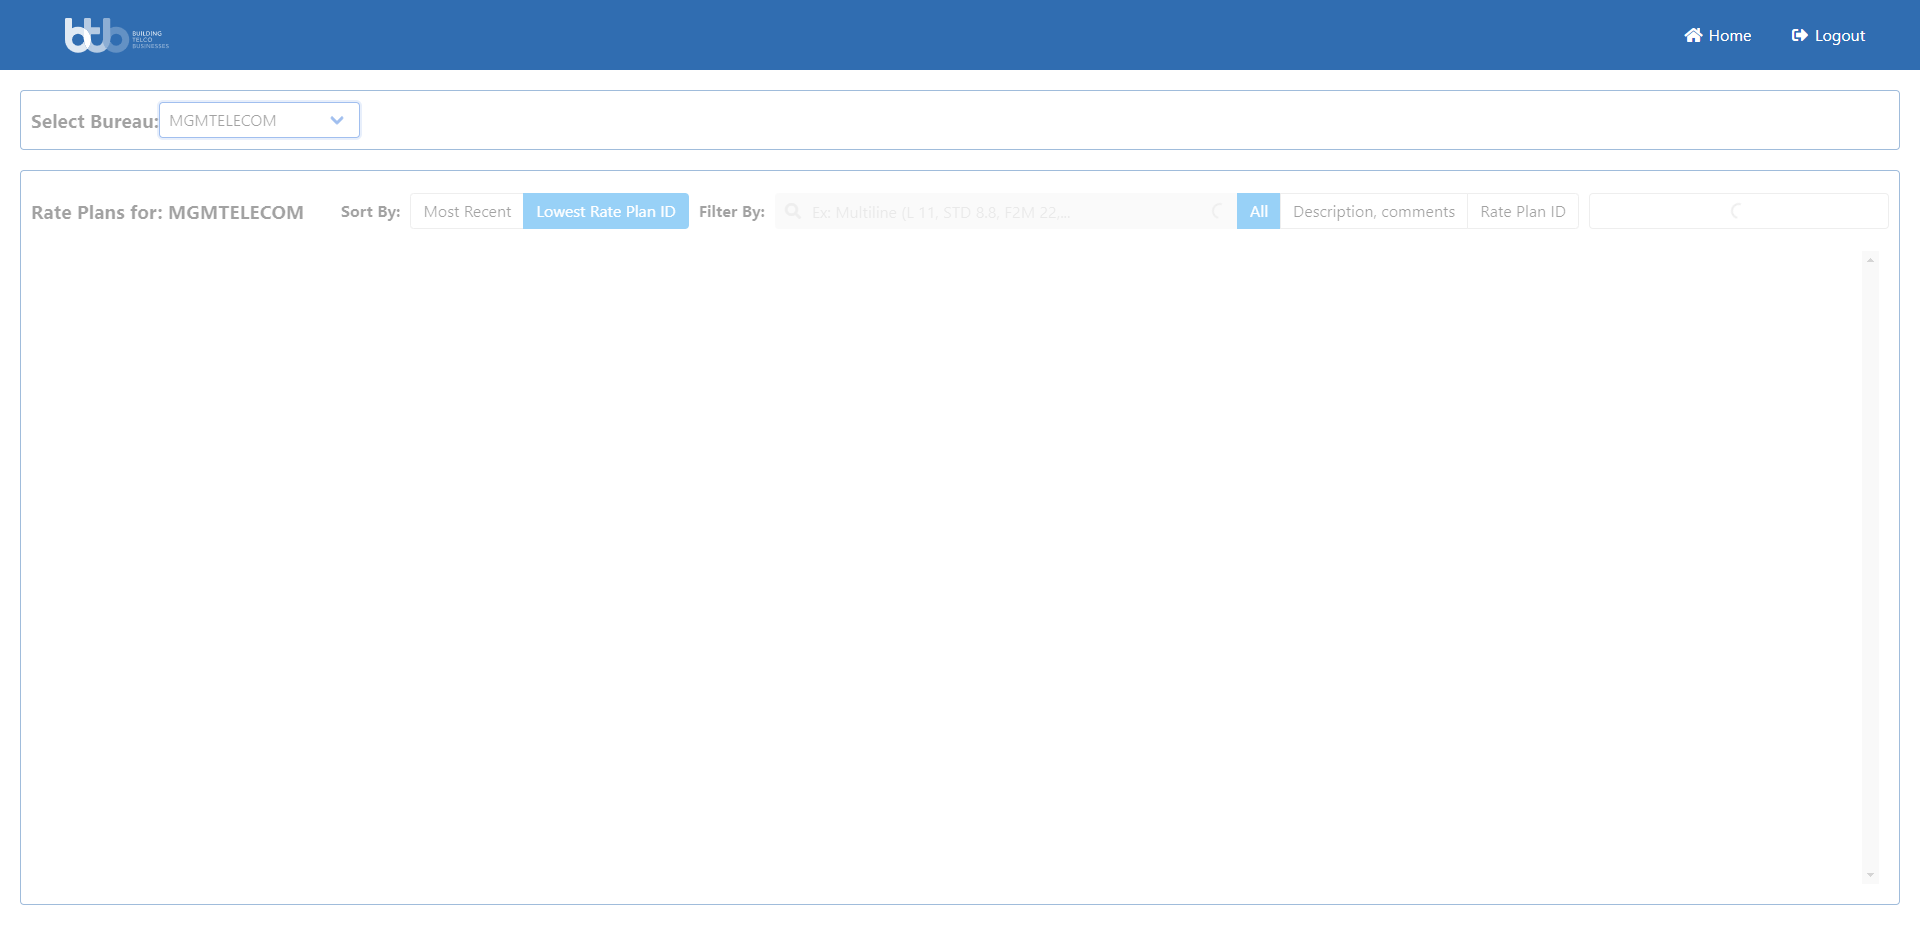 btb BUILDING
TELCO
BUSINESSES
Home
Logout
Select Bureau: MGMTELECOM
Rate Plans for: MGMTELECOM
Sort By: Most Recent Lowest Rate Plan ID Filter By: Ex: Multiline (L 11, STD 8.8, F2M 22,... All Description, comments Rate Plan ID